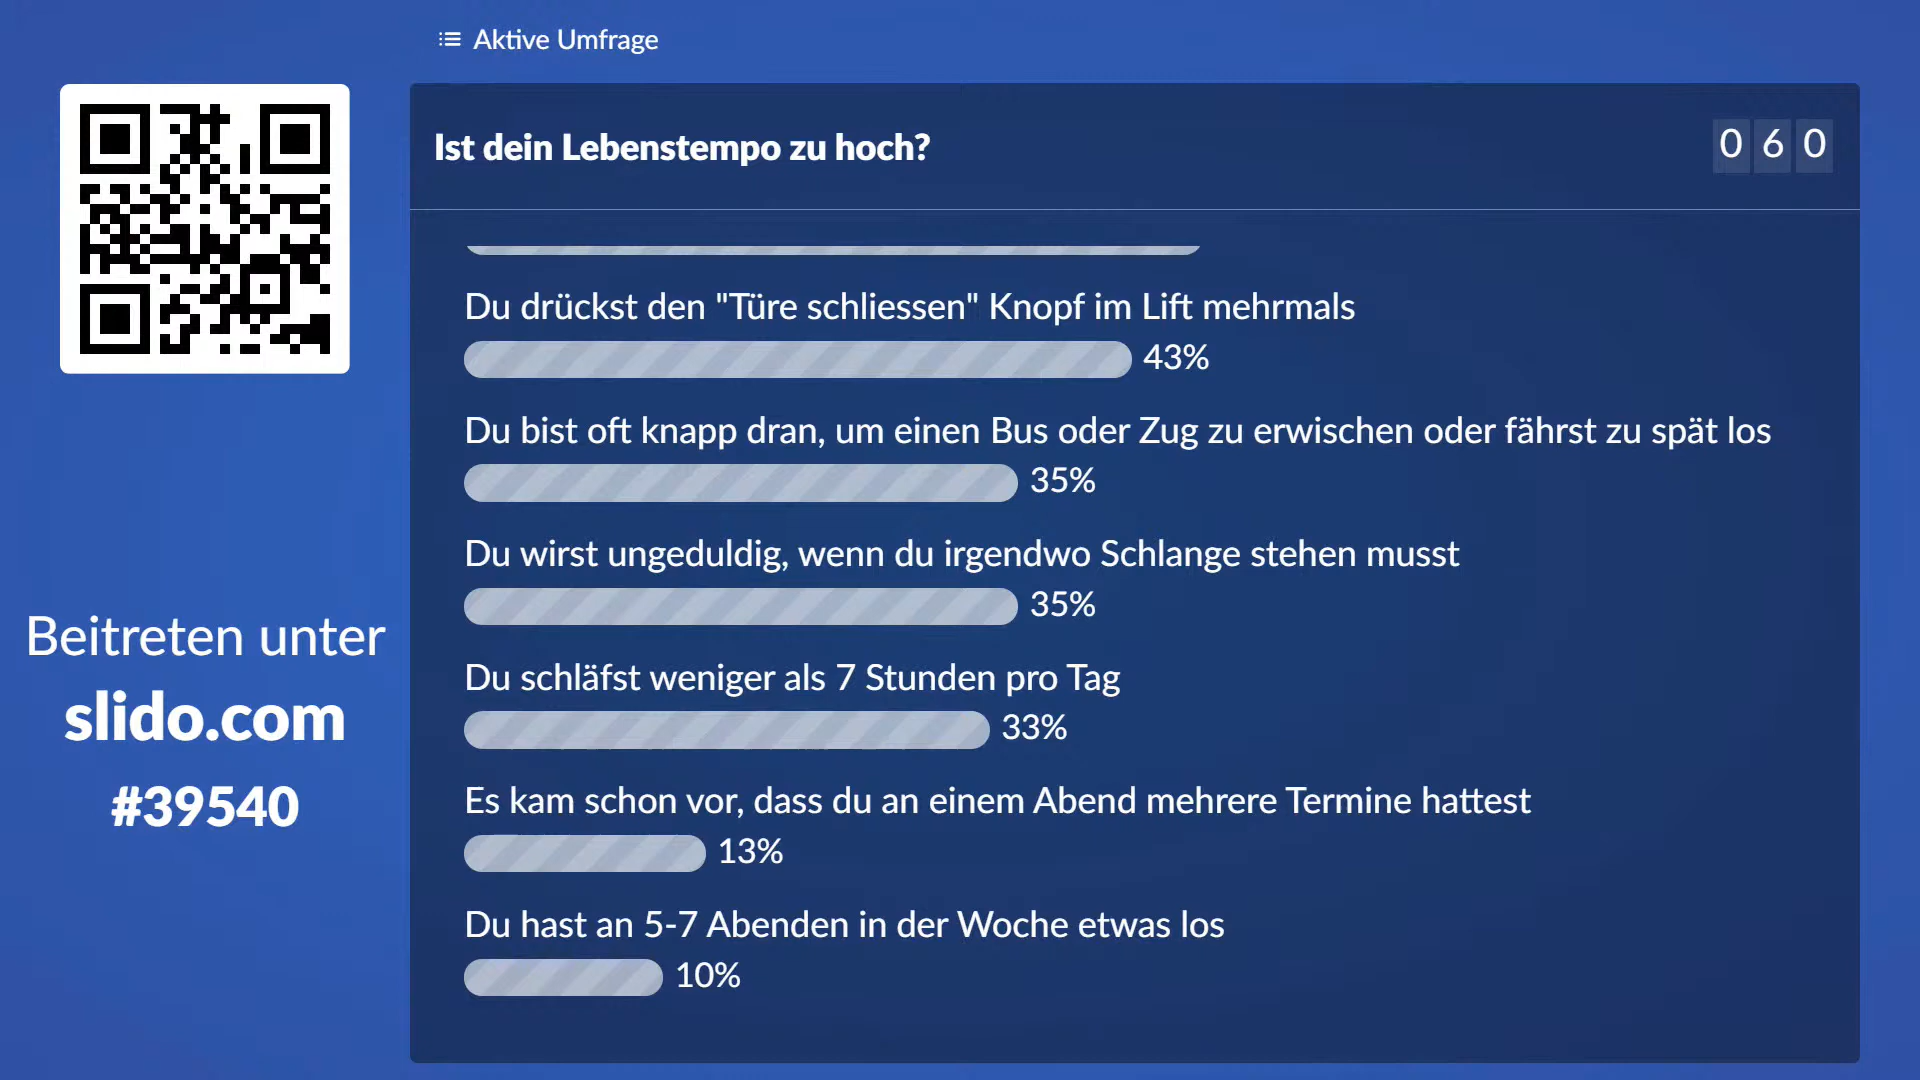 Aktive Umfrage
Ist dein Lebenstempo zu hoch?
060
Du drückst den "Türe schliessen" Knopf im Lift mehrmals
43%
Du bist oft knapp dran, um einen Bus oder Zug zu erwischen oder fährst zu spät los
35%
Du wirst ungeduldig, wenn du irgendwo Schlange stehen musst
35%
Du schläfst weniger als 7 Stunden pro Tag
33%
Es kam schon vor, dass du an einem Abend mehrere Termine hattest
13%
Du hast an 5-7 Abenden in der Woche etwas los
10%
Beitreten unter
slido.com
#39540